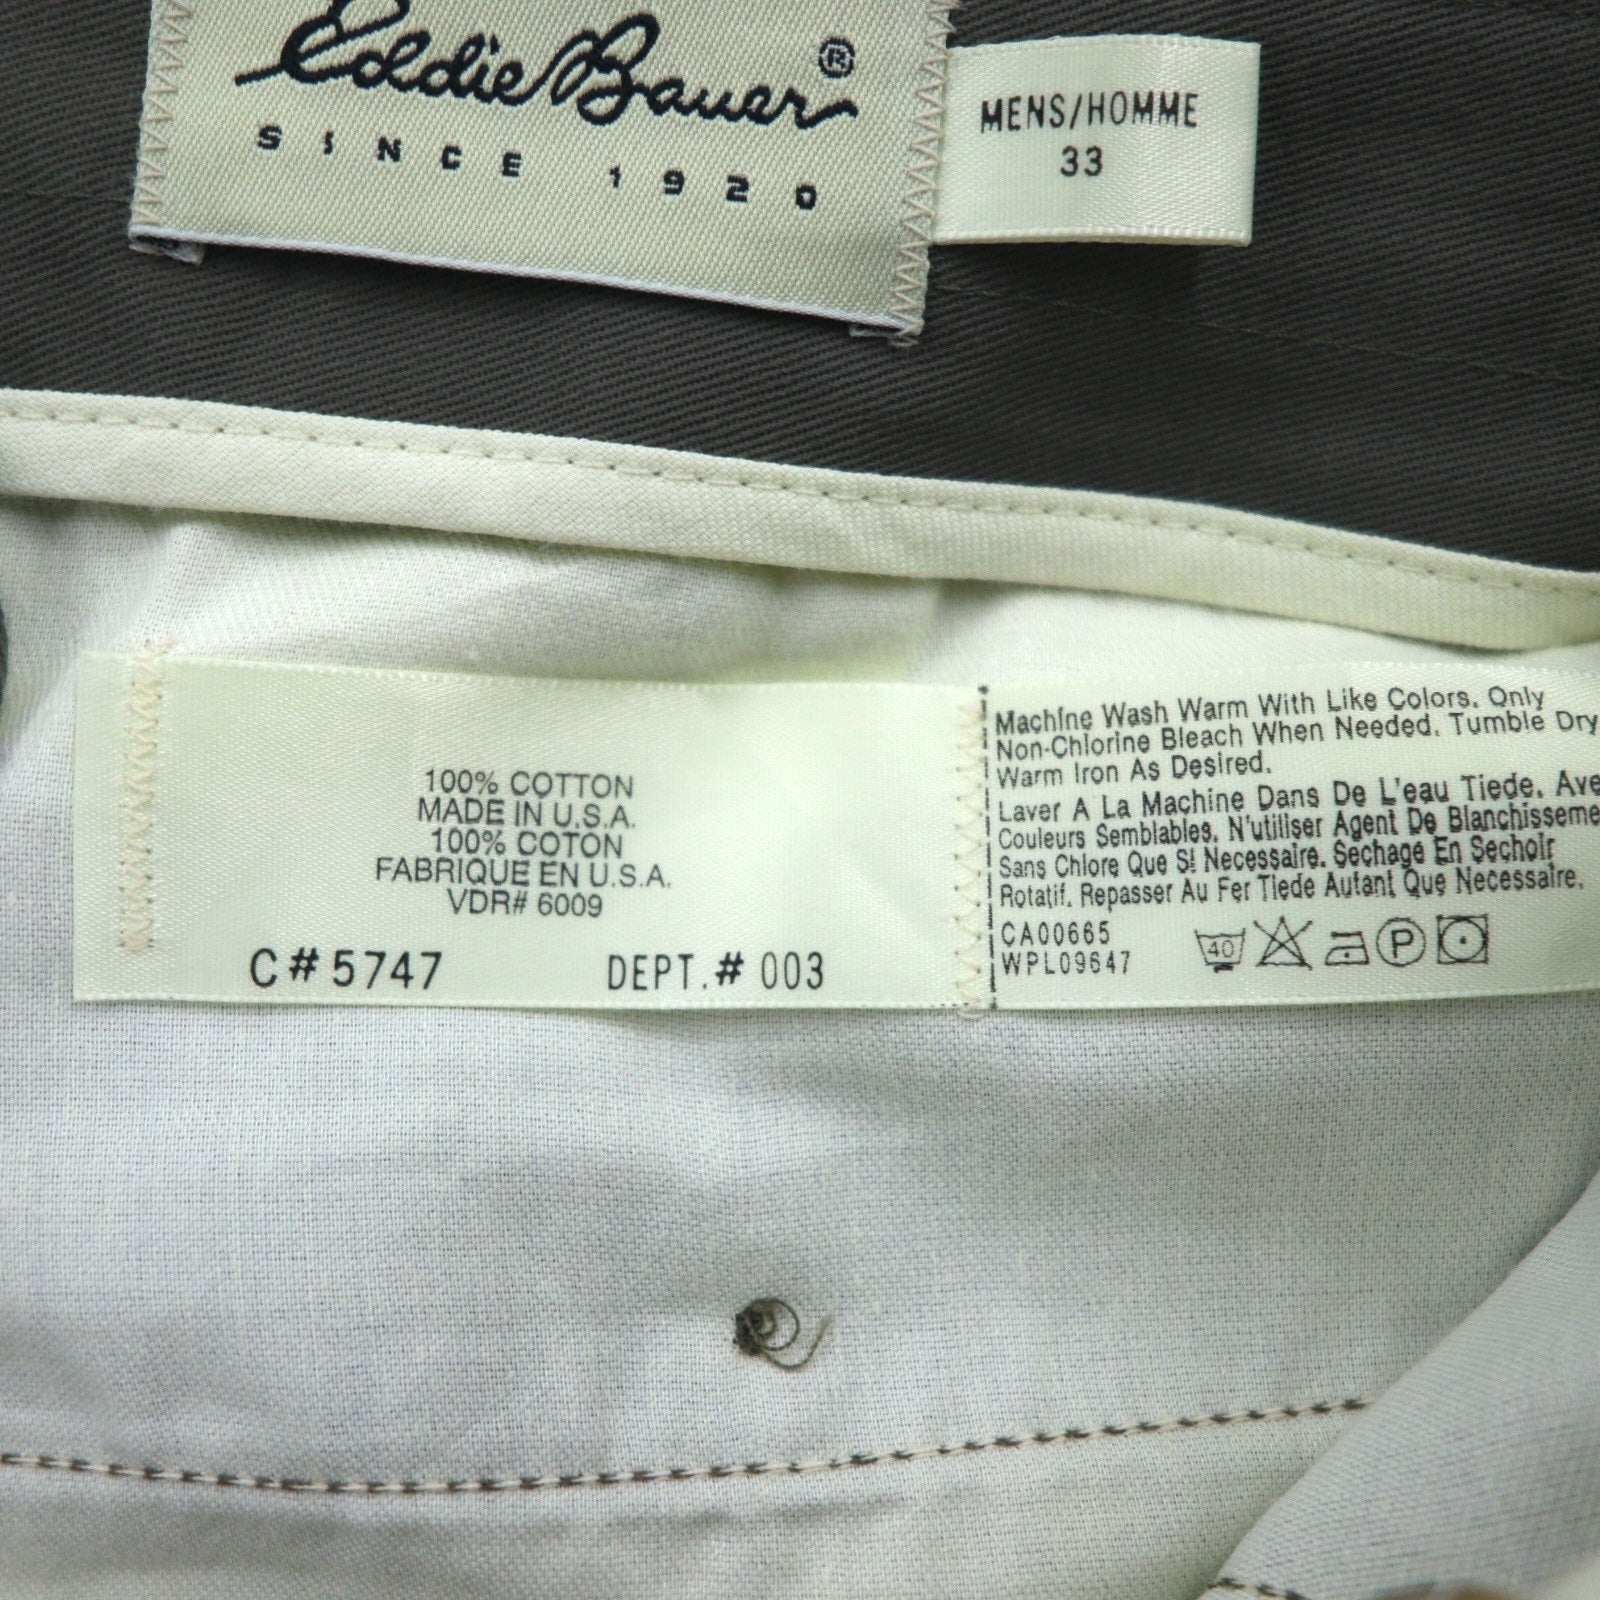 Eddie Bauer®
SINCE 1920
MENS/HOMME
33
100% COTTON
MADE IN U.S.A.
100% COTON
FABRIQUE EN U.S.A.
VDR# 6009
C# 5747 DEPT.# 003
Machine Wash Warm With Like Colors. Only
Non-Chlorine Bleach When Needed. Tumble Dry
Warm Iron As Desired.
Laver A La Machine Dans De L'eau Tiede. Ave
Couleurs Semblables. N'utiliser Agent De Blanchisseme
Sans Chlore Que Si Necessaire. Sechage En Sechoir
Rotatif. Repasser Au Fer Tiede Autant Que Necessaire.
CA00665
WPL09647
40 P